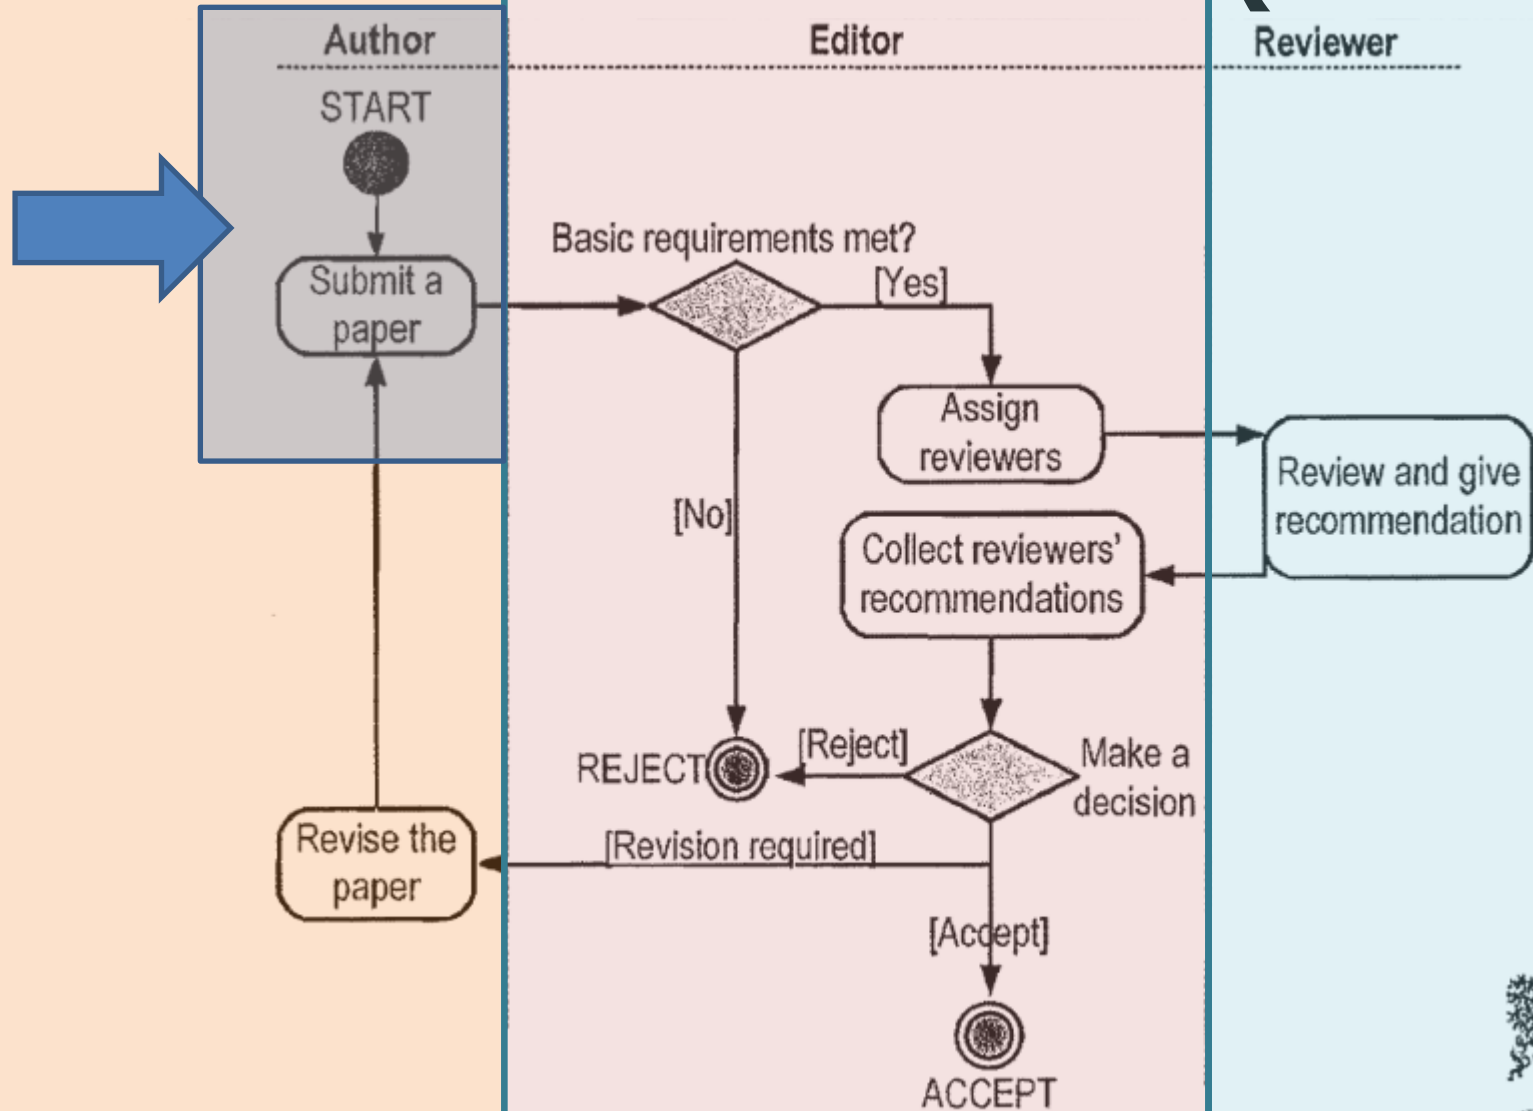 Author
Editor
Reviewer
START
Submit a
paper
Basic requirements met?
[Yes]
Assign
reviewers
Review and give
recommendation
[No]
Collect reviewers'
recommendations
REJECT
[Reject]
Make a
decision
Revise the
paper
[Revision required]
[Accept]
ACCEPT